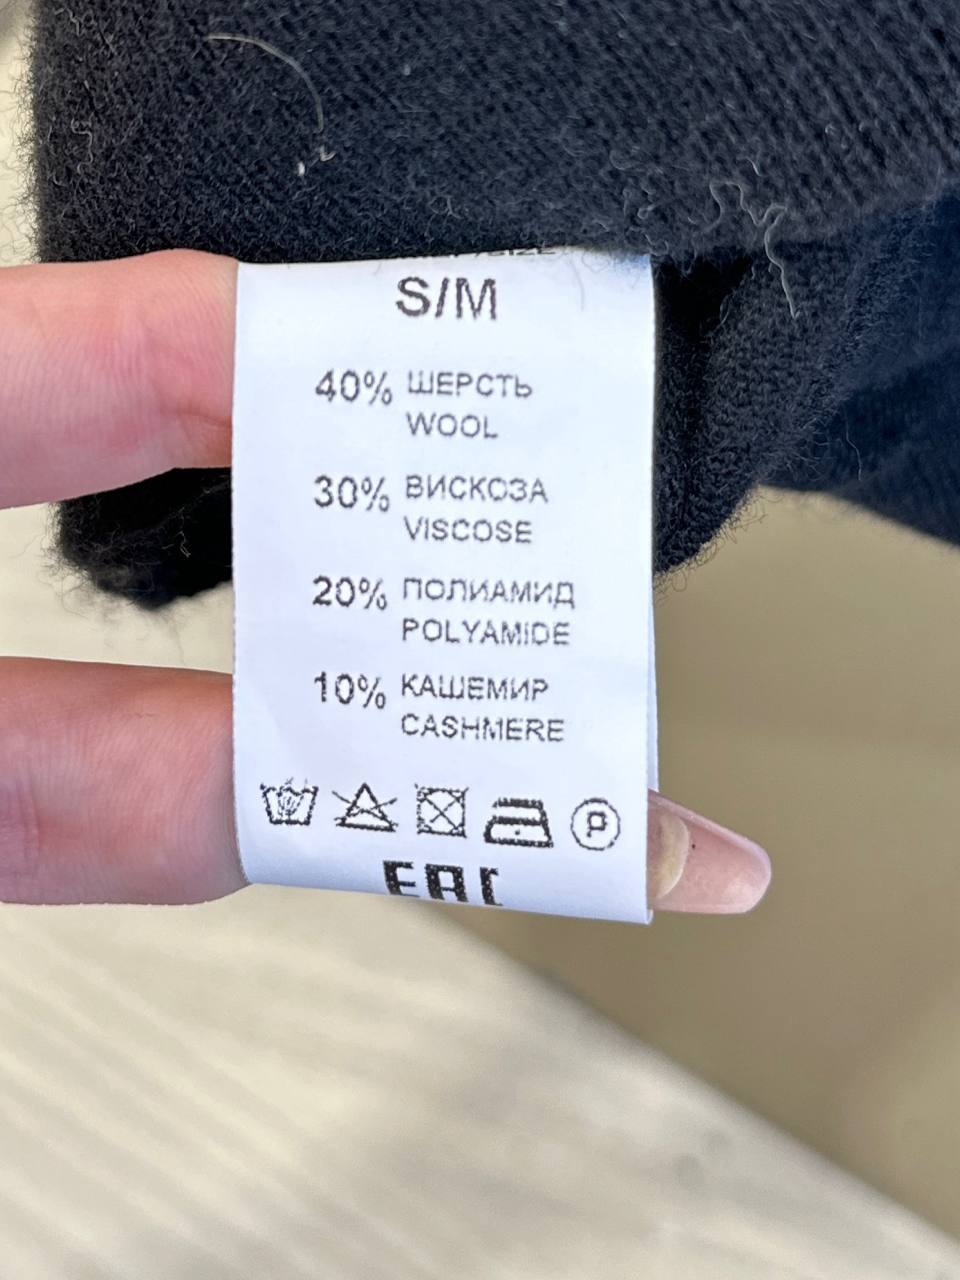 S/M
40% ШЕРСТЬ
WOOL
30% ВИСКОЗА
VISCOSE
20% ПОЛИАМИД
POLYAMIDE
10% КАШЕМИР
CASHMERE
P
EAC